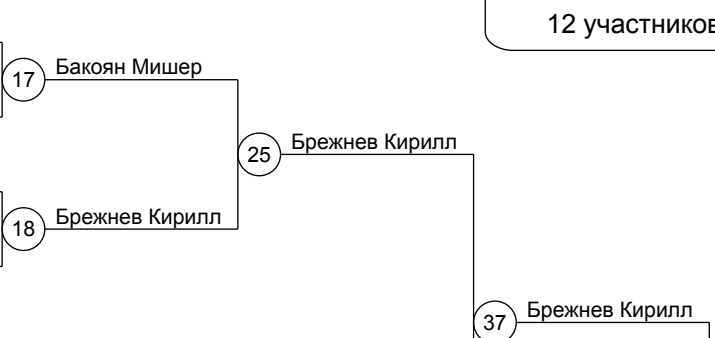 12 участников
17 Бакоян Мишер
25 Брежнев Кирилл
18 Брежнев Кирилл
37 Брежнев Кирилл